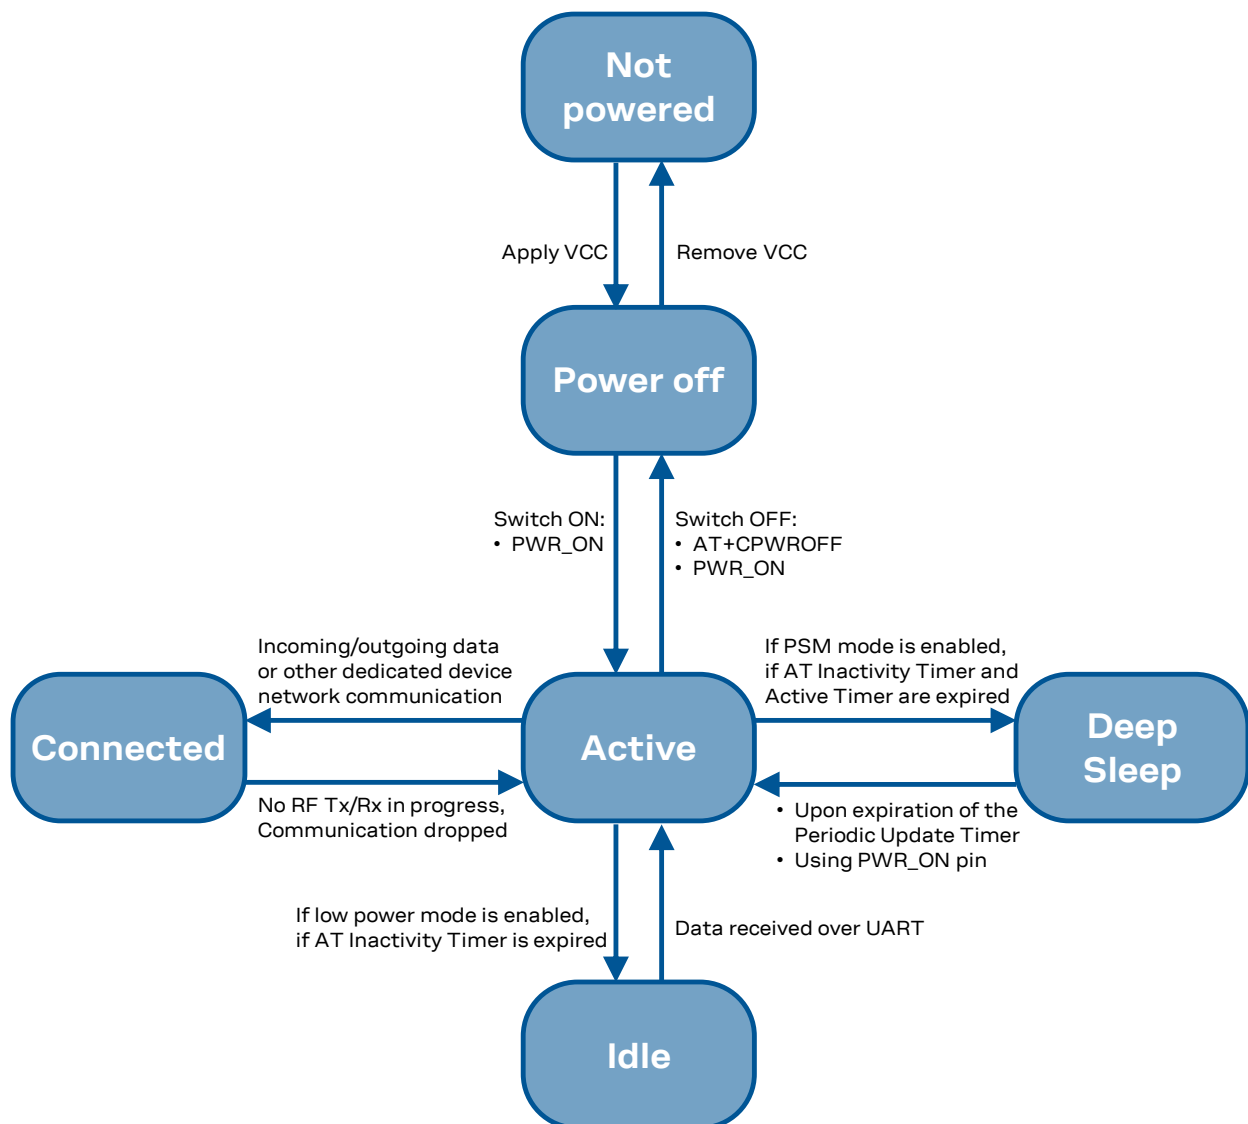 Not
powered
Apply VCC
Remove VCC
Power off
Switch ON:
• PWR_ON
Switch OFF:
• AT+CPWROFF
• PWR_ON
Incoming/outgoing data
or other dedicated device
network communication
If PSM mode is enabled,
if AT Inactivity Timer and
Active Timer are expired
Connected
Active
Deep
Sleep
No RF Tx/Rx in progress,
Communication dropped
• Upon expiration of the
Periodic Update Timer
• Using PWR_ON pin
If low power mode is enabled,
if AT Inactivity Timer is expired
Data received over UART
Idle